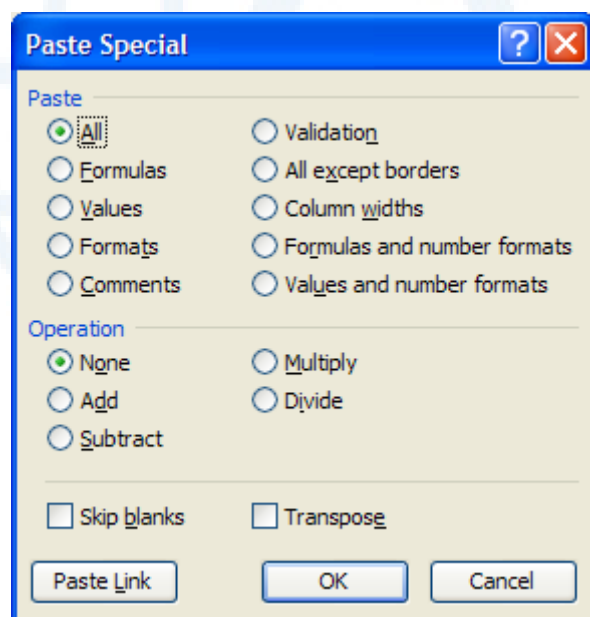 Paste Special
Paste
All Validation
Formulas All except borders
Values Column widths
Formats Formulas and number formats
Comments Values and number formats
Operation
None Multiply
Add Divide
Subtract
Skip blanks Transpose
Paste Link OK Cancel